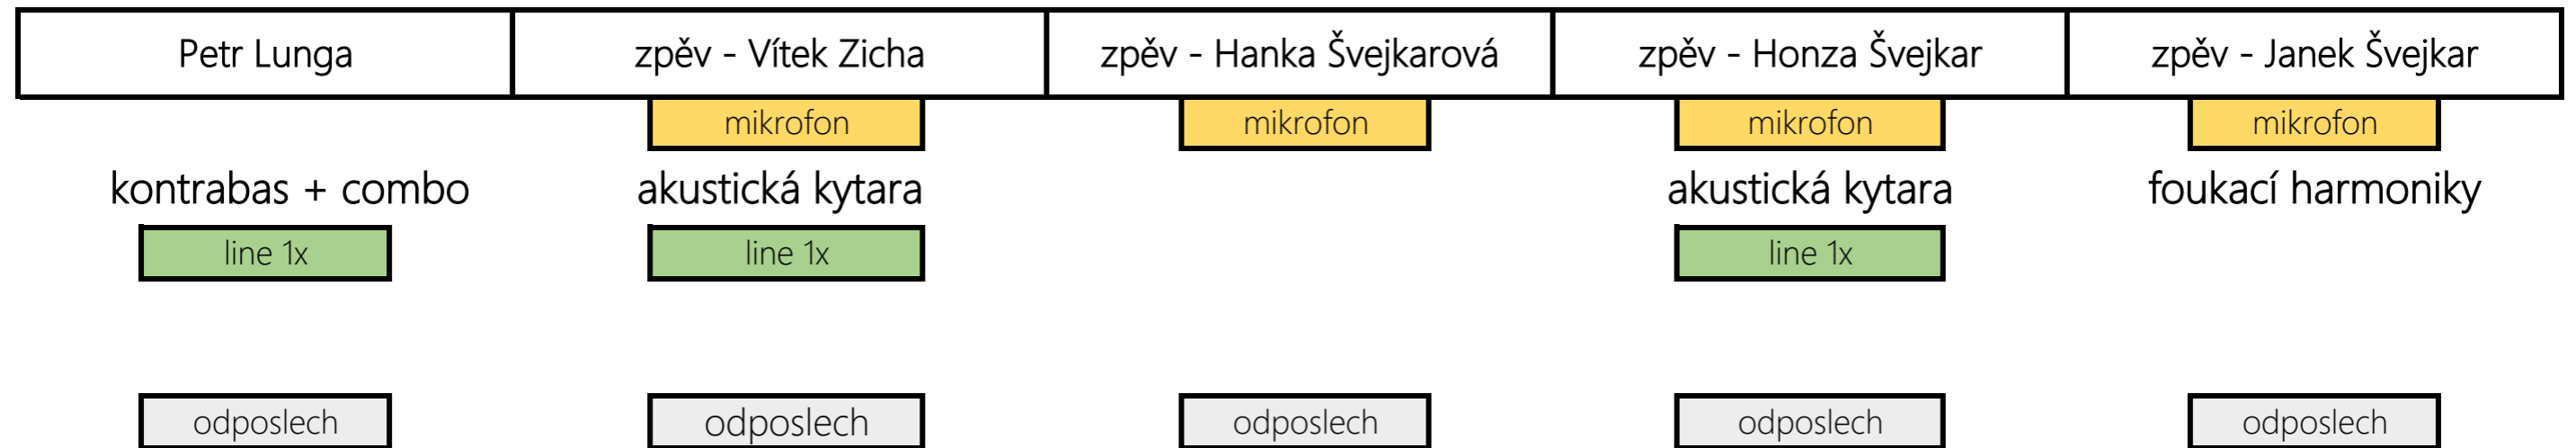 Petr Lunga
zpěv - Vítek Zicha
zpěv - Hanka Švejkarová
zpěv - Honza Švejkar
zpěv - Janek Švejkar
mikrofon
mikrofon
mikrofon
mikrofon
kontrabas + combo
akustická kytara
akustická kytara
foukací harmoniky
line 1x
line 1x
line 1x
odposlech
odposlech
odposlech
odposlech
odposlech